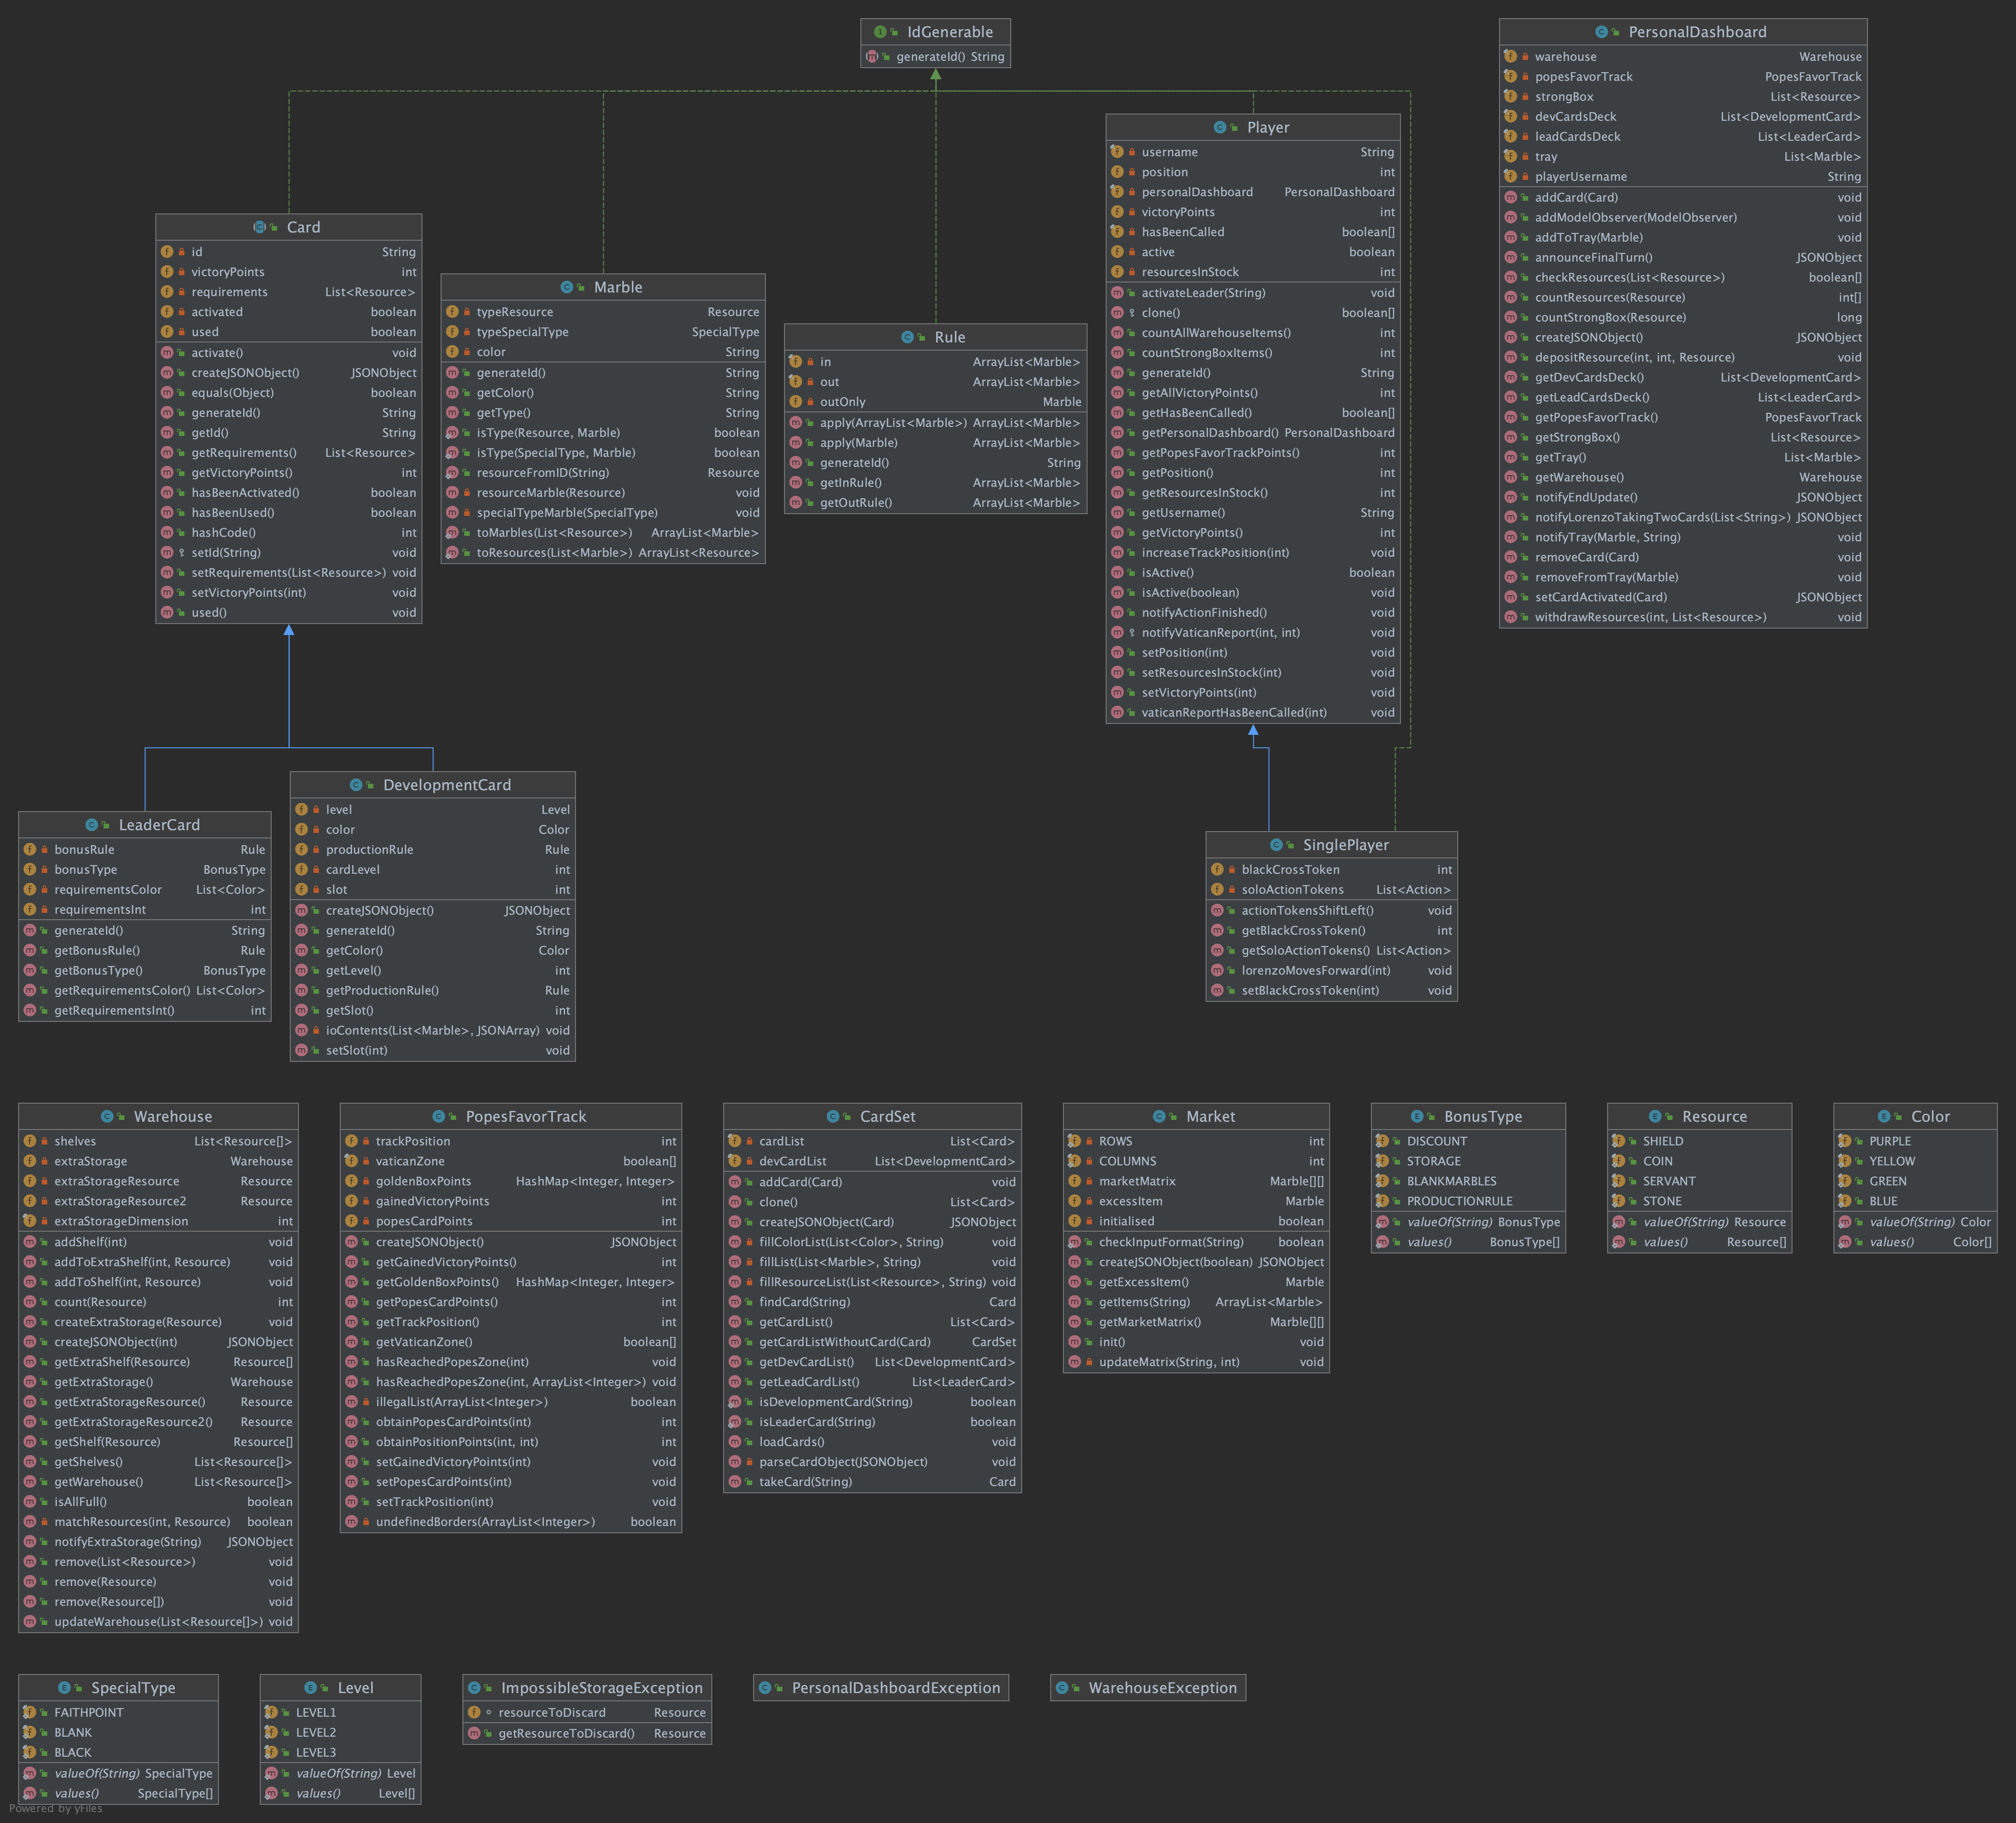 IdGenerable
generateId() String
PersonalDashboard
warehouse Warehouse
popesFavorTrack PopesFavorTrack
strongBox List<Resource>
devCardsDeck List<DevelopmentCard>
leadCardsDeck List<LeaderCard>
tray List<Marble>
playerUsername String
addCard(Card) void
addModelObserver(ModelObserver) void
addToTray(Marble) void
announceFinalTurn() JSONObject
checkResources(List<Resource>) boolean[]
countResources(Resource) int[]
countStrongBox(Resource) long
createJSONObject() JSONObject
depositResource(int, int, Resource) void
getDevCardsDeck() List<DevelopmentCard>
getLeadCardsDeck() List<LeaderCard>
getPopesFavorTrack() PopesFavorTrack
getStrongBox() List<Resource>
getTray() List<Marble>
getWarehouse() Warehouse
notifyEndUpdate() JSONObject
notifyLorenzoTakingTwoCards(List<String>) JSONObject
notifyTray(Marble, String) void
removeCard(Card) void
removeFromTray(Marble) void
setCardActivated(Card) JSONObject
withdrawResources(int, List<Resource>) void
Player
username String
position int
personalDashboard PersonalDashboard
victoryPoints int
hasBeenCalled boolean[]
active boolean
resourcesInStock int
activateLeader(String) void
clone() boolean[]
countAllWarehouseItems() int
countStrongBoxItems() int
generateId() String
getAllVictoryPoints() int
getHasBeenCalled() boolean[]
getPersonalDashboard() PersonalDashboard
getPopesFavorTrackPoints() int
getPosition() int
getResourcesInStock() int
getUsername() String
getVictoryPoints() int
increaseTrackPosition(int) void
isActive() boolean
isActive(boolean) void
notifyActionFinished() void
notifyVaticanReport(int, int) void
setPosition(int) void
setResourcesInStock(int) void
setVictoryPoints(int) void
vaticanReportHasBeenCalled(int) void
Card
id String
victoryPoints int
requirements List<Resource>
activated boolean
used boolean
activate() void
createJSONObject() JSONObject
equals(Object) boolean
generateId() String
getId() String
getRequirements() List<Resource>
getVictoryPoints() int
hasBeenActivated() boolean
hasBeenUsed() boolean
hashCode() int
setId(String) void
setRequirements(List<Resource>) void
setVictoryPoints(int) void
used() void
Marble
typeResource Resource
typeSpecialType SpecialType
color String
generateId() String
getColor() String
getType() String
isType(Resource, Marble) boolean
isType(SpecialType, Marble) boolean
resourceFromID(String) Resource
resourceMarble(Resource) void
specialTypeMarble(SpecialType) void
toMarbles(List<Resource>) ArrayList<Marble>
toResources(List<Marble>) ArrayList<Resource>
Rule
in ArrayList<Marble>
out ArrayList<Marble>
outOnly Marble
apply(ArrayList<Marble>) ArrayList<Marble>
apply(Marble) ArrayList<Marble>
generateId() String
getInRule() ArrayList<Marble>
getOutRule() ArrayList<Marble>
LeaderCard
bonusRule Rule
bonusType BonusType
requirementsColor List<Color>
requirementsInt int
generateId() String
getBonusRule() Rule
getBonusType() BonusType
getRequirementsColor() List<Color>
getRequirementsInt() int
DevelopmentCard
level Level
color Color
productionRule Rule
cardLevel int
slot int
createJSONObject() JSONObject
generateId() String
getColor() Color
getLevel() int
getProductionRule() Rule
getSlot() int
ioContents(List<Marble>, JSONArray) void
setSlot(int) void
SinglePlayer
blackCrossToken int
soloActionTokens List<Action>
actionTokensShiftLeft() void
getBlackCrossToken() int
getSoloActionTokens() List<Action>
lorenzoMovesForward(int) void
setBlackCrossToken(int) void
Warehouse
shelves List<Resource[]>
extraStorage Warehouse
extraStorageResource Resource
extraStorageResource2 Resource
extraStorageDimension int
addShelf(int) void
addToExtraShelf(int, Resource) void
addToShelf(int, Resource) void
count(Resource) int
createExtraStorage(Resource) void
createJSONObject(int) JSONObject
getExtraShelf(Resource) Resource[]
getExtraStorage() Warehouse
getExtraStorageResource() Resource
getExtraStorageResource2() Resource
getShelf(Resource) Resource[]
getShelves() List<Resource[]>
getWarehouse() List<Resource[]>
isAllFull() boolean
matchResources(int, Resource) boolean
notifyExtraStorage(String) JSONObject
remove(List<Resource>) void
remove(Resource) void
remove(Resource[]) void
updateWarehouse(List<Resource[]>) void
PopesFavorTrack
trackPosition int
vaticanZone boolean[]
goldenBoxPoints HashMap<Integer, Integer>
gainedVictoryPoints int
popesCardPoints int
createJSONObject() JSONObject
getGainedVictoryPoints() int
getGoldenBoxPoints() HashMap<Integer, Integer>
getPopesCardPoints() int
getTrackPosition() int
getVaticanZone() boolean[]
hasReachedPopesZone(int) void
hasReachedPopesZone(int, ArrayList<Integer>) void
illegalList(ArrayList<Integer>) boolean
obtainPopesCardPoints(int) int
obtainPositionPoints(int, int) int
setGainedVictoryPoints(int) void
setPopesCardPoints(int) void
setTrackPosition(int) void
undefinedBorders(ArrayList<Integer>) boolean
CardSet
cardList List<Card>
devCardList List<DevelopmentCard>
addCard(Card) void
clone() List<Card>
createJSONObject(Card) JSONObject
fillColorList(List<Color>, String) void
fillList(List<Marble>, String) void
fillResourceList(List<Resource>, String) void
findCard(String) Card
getCardList() List<Card>
getCardListWithoutCard(Card) CardSet
getDevCardList() List<DevelopmentCard>
getLeadCardList() List<LeaderCard>
isDevelopmentCard(String) boolean
isLeaderCard(String) boolean
loadCards() void
parseCardObject(JSONObject) void
takeCard(String) Card
Market
ROWS int
COLUMNS int
marketMatrix Marble[][]
excessItem Marble
initialised boolean
checkInputFormat(String) boolean
createJSONObject(boolean) JSONObject
getExcessItem() Marble
getItems(String) ArrayList<Marble>
getMarketMatrix() Marble[][]
init() void
updateMatrix(String, int) void
BonusType
DISCOUNT
STORAGE
BLANKMARBLES
PRODUCTIONRULE
valueOf(String) BonusType
values() BonusType[]
Resource
SHIELD
COIN
SERVANT
STONE
valueOf(String) Resource
values() Resource[]
Color
PURPLE
YELLOW
GREEN
BLUE
valueOf(String) Color
values() Color[]
SpecialType
FAITHPOINT
BLANK
BLACK
valueOf(String) SpecialType
values() SpecialType[]
Level
LEVEL1
LEVEL2
LEVEL3
valueOf(String) Level
values() Level[]
ImpossibleStorageException
resourceToDiscard Resource
getResourceToDiscard() Resource
PersonalDashboardException
WarehouseException
Powered by yFiles